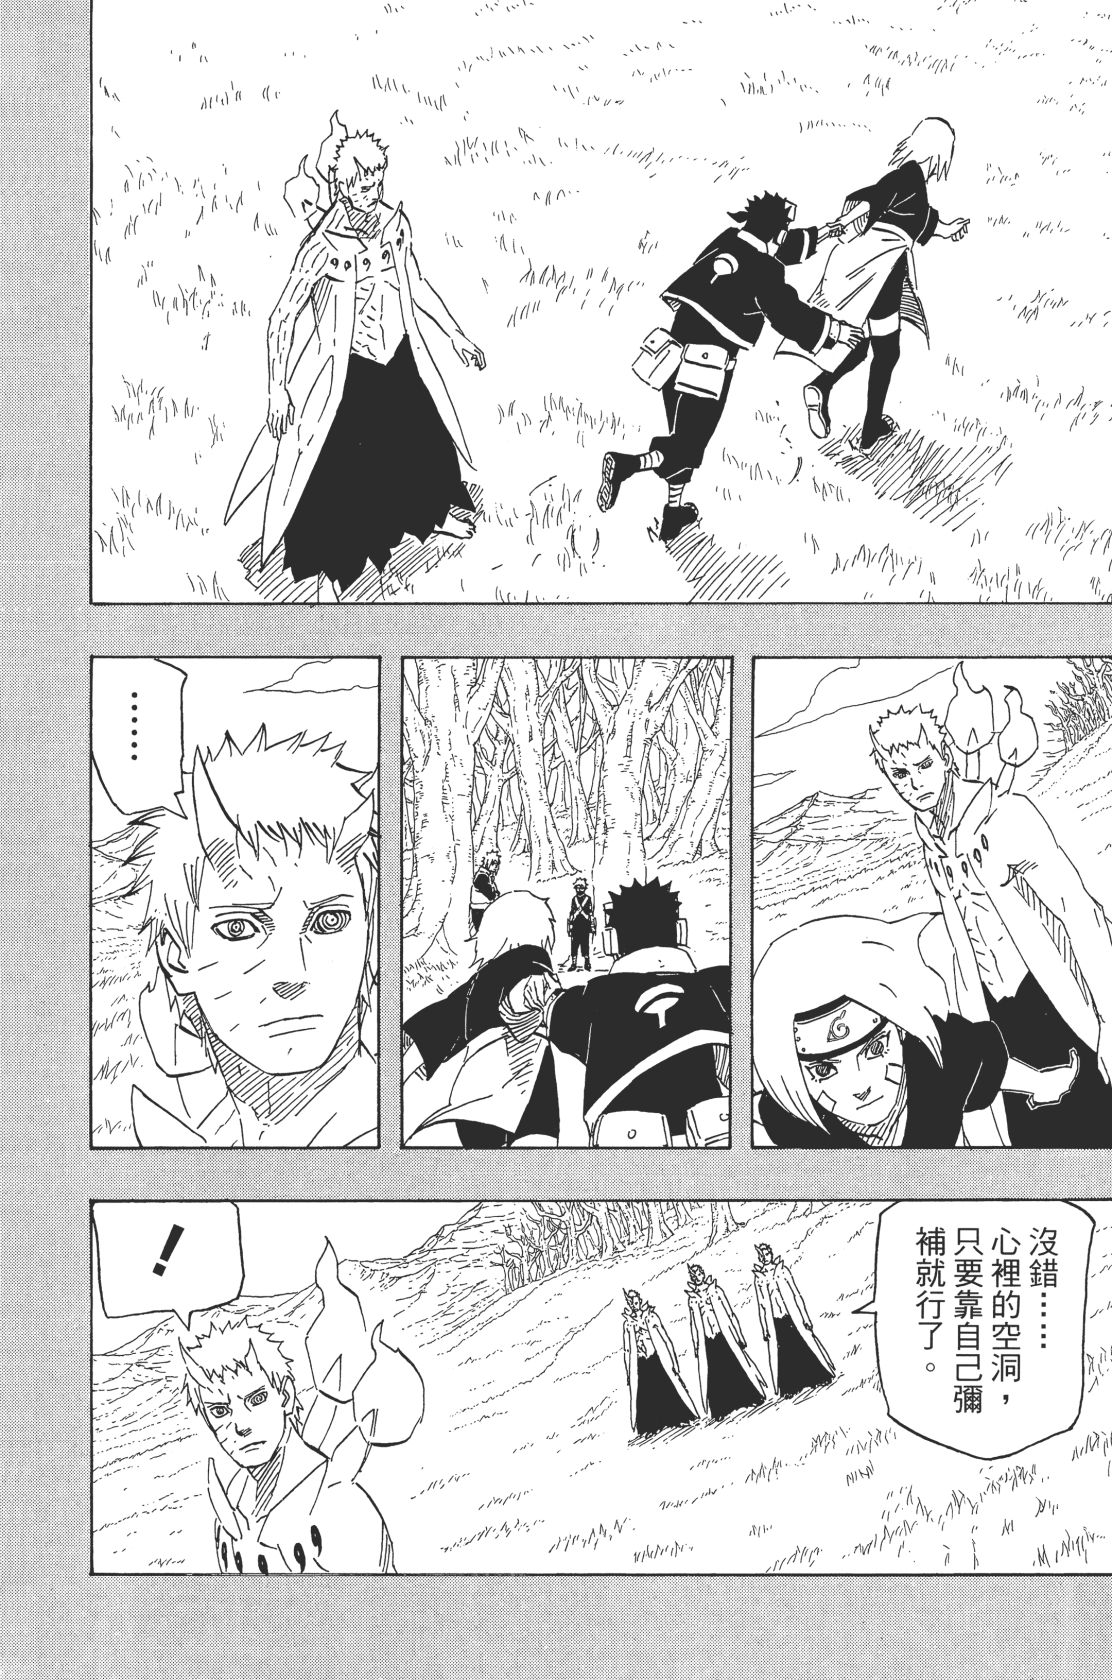 ……
沒錯……
心裡的空洞，
只要靠自己彌
補就行了。
！